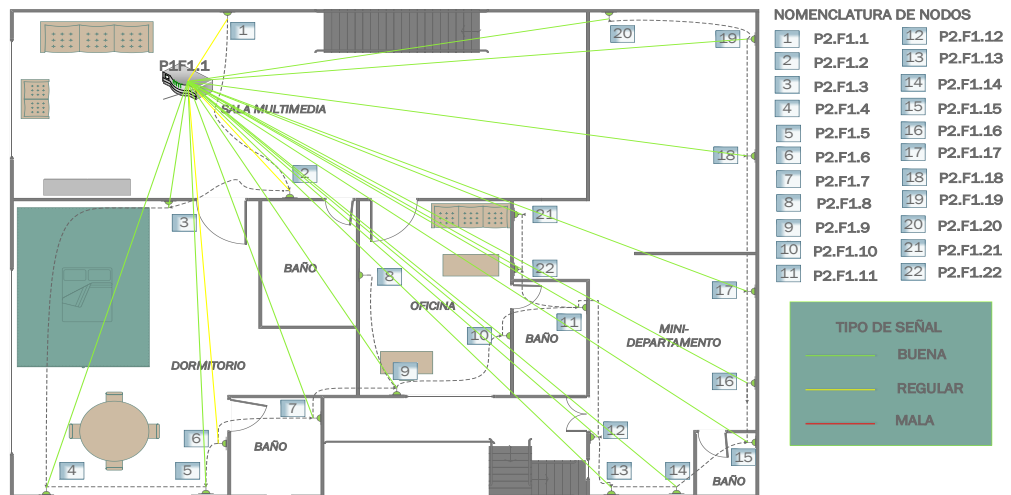 NOMENCLATURA DE NODOS
1 P2.F1.1
2 P2.F1.2
3 P2.F1.3
4 P2.F1.4
5 P2.F1.5
6 P2.F1.6
7 P2.F1.7
8 P2.F1.8
9 P2.F1.9
10 P2.F1.10
11 P2.F1.11
12 P2.F1.12
13 P2.F1.13
14 P2.F1.14
15 P2.F1.15
16 P2.F1.16
17 P2.F1.17
18 P2.F1.18
19 P2.F1.19
20 P2.F1.20
21 P2.F1.21
22 P2.F1.22
TIPO DE SEÑAL
BUENA
REGULAR
MALA
1
20
19
P1F1.1
SALA MULTIMEDIA
18
2
3
21
BAÑO
8
22
17
OFICINA
11
10
BAÑO
MINI-
DEPARTAMENTO
DORMITORIO
9
16
7
6
BAÑO
12
15
4
5
13
14
BAÑO